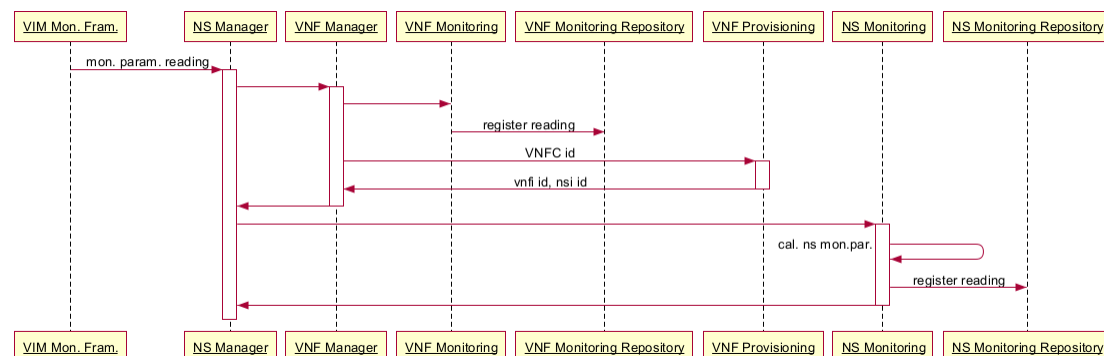 VIM Mon. Fram.
NS Manager
VNF Manager
VNF Monitoring
VNF Monitoring Repository
VNF Provisioning
NS Monitoring
NS Monitoring Repository
mon. param. reading
register reading
VNFC id
vnfi id, nsi id
cal. ns mon.par.
register reading
VIM Mon. Fram.
NS Manager
VNF Manager
VNF Monitoring
VNF Monitoring Repository
VNF Provisioning
NS Monitoring
NS Monitoring Repository